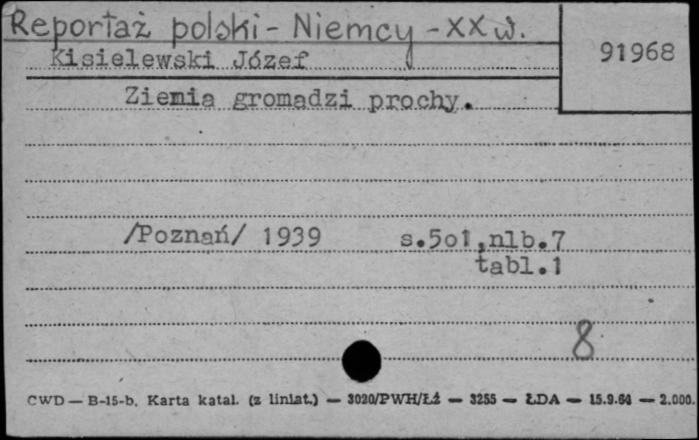 Reportaż polski - Niemcy - XX w.
91968
Kisielewski Józef
Ziemia gromadzi prochy.
/Poznań/ 1939 s.5o1,nlb.7
tabl.1
8
CWD — B-15-b. Karta katal. (z liniat.) — 3020/PWH/Łź — 3255 — ŁDA — 15.9.64 — 2.000.